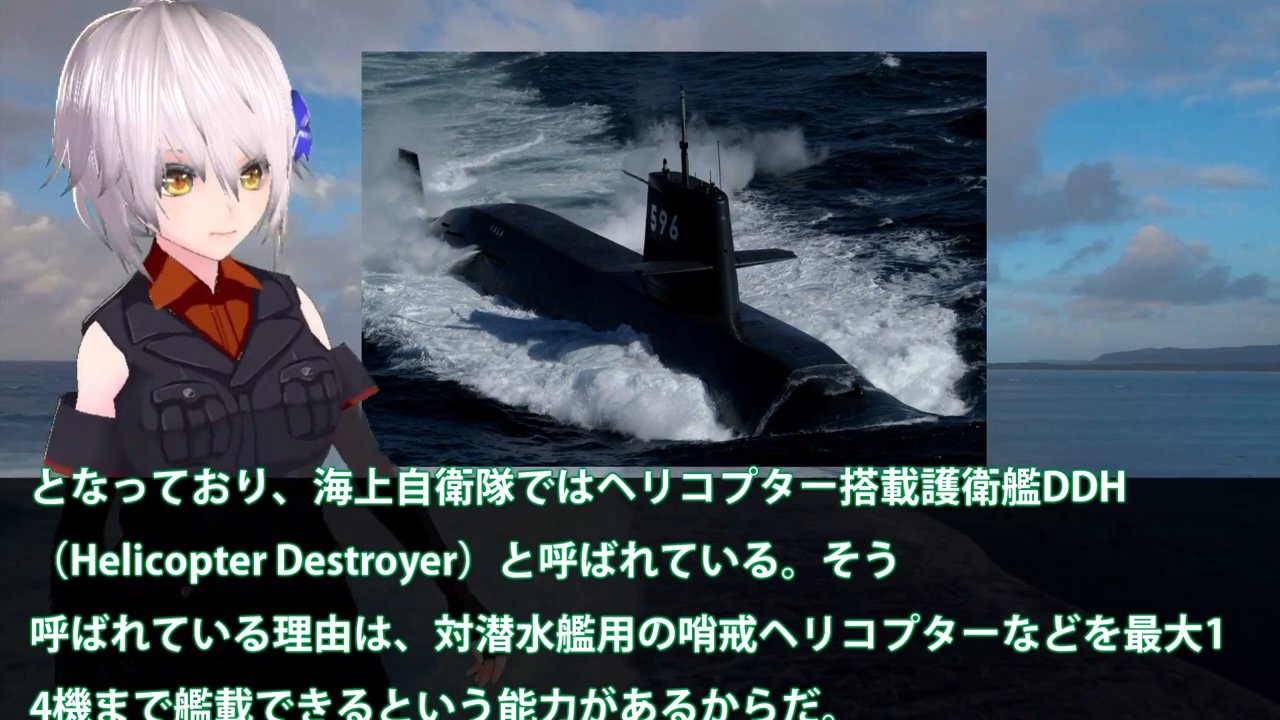 596
となっており、海上自衛隊ではヘリコプター搭載護衛艦DDH
（Helicopter Destroyer）と呼ばれている。そう
呼ばれている理由は、対潜水艦用の哨戒ヘリコプターなどを最大1
4機まで艦載できるという能力があるからだ。